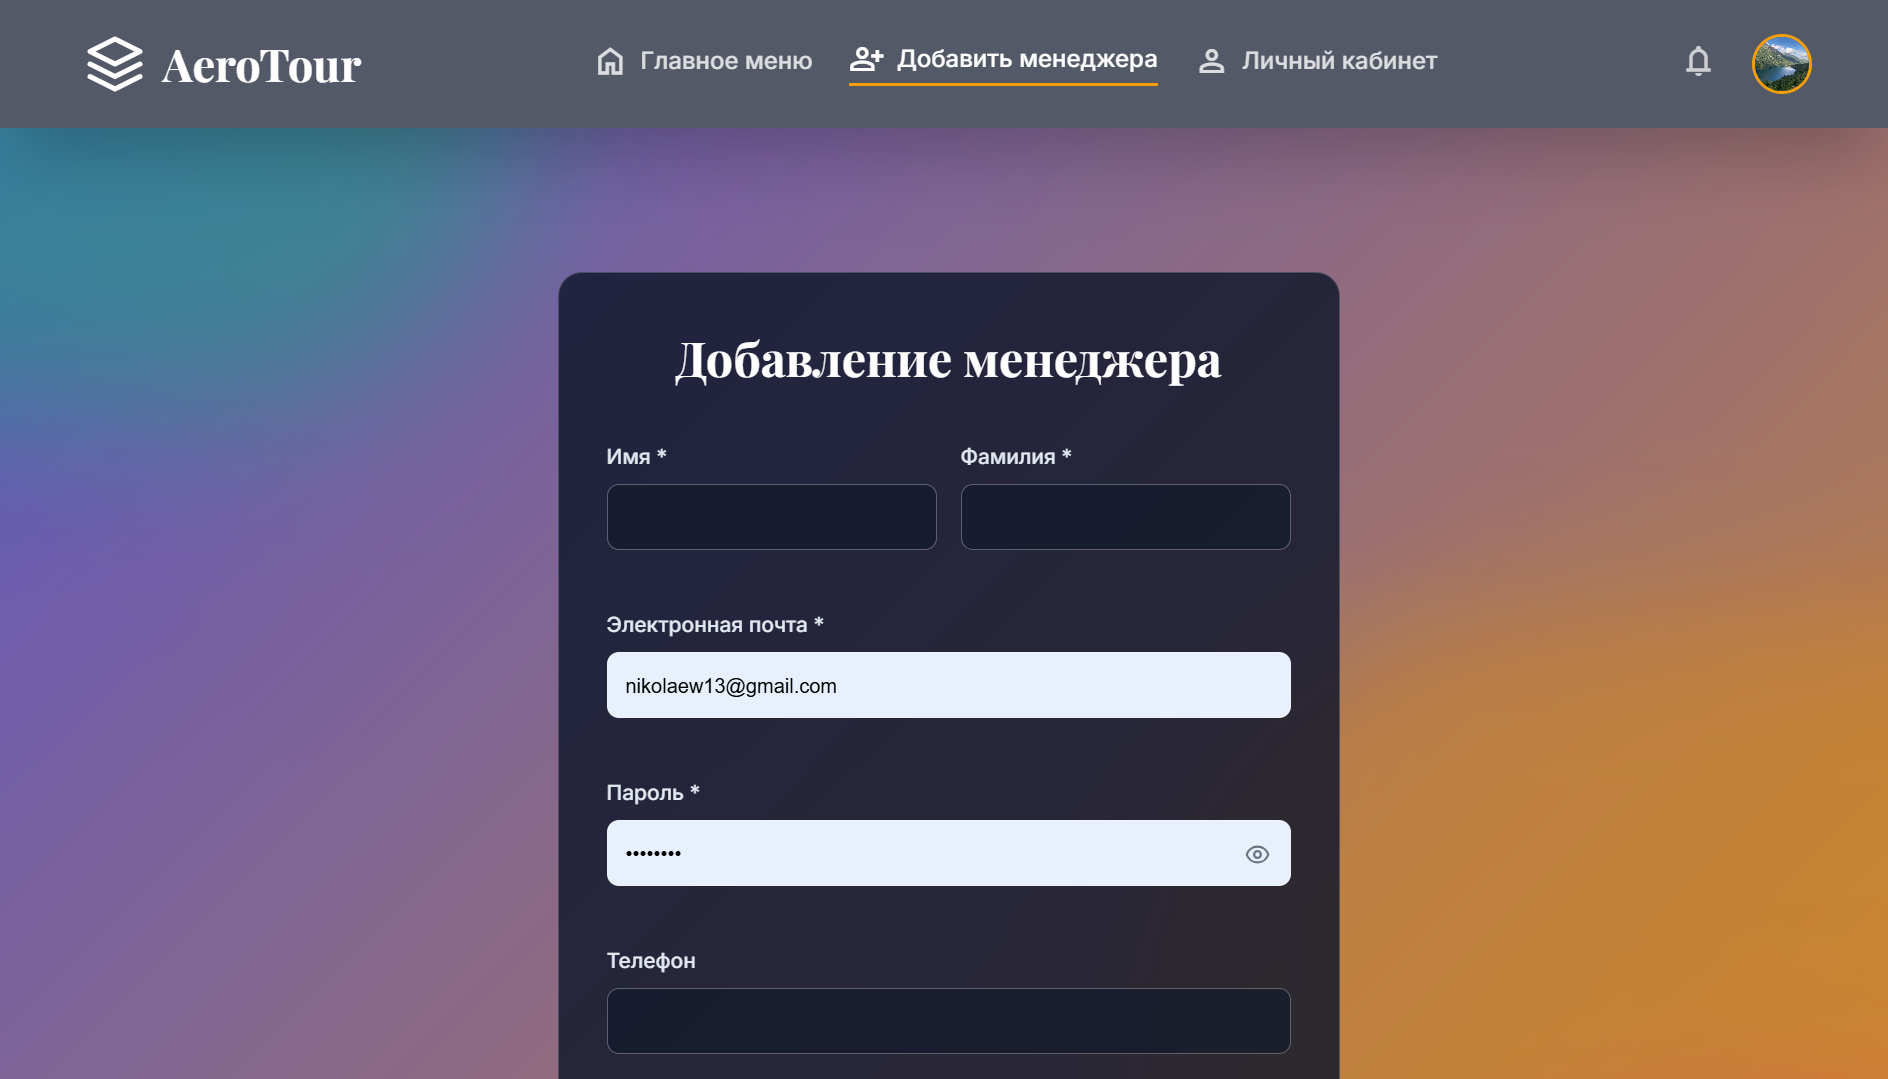 AeroTour
Главное меню
Добавить менеджера
Личный кабинет
Добавление менеджера
Имя *
Фамилия *
Электронная почта *
nikolaew13@gmail.com
Пароль *
••••••••
Телефон